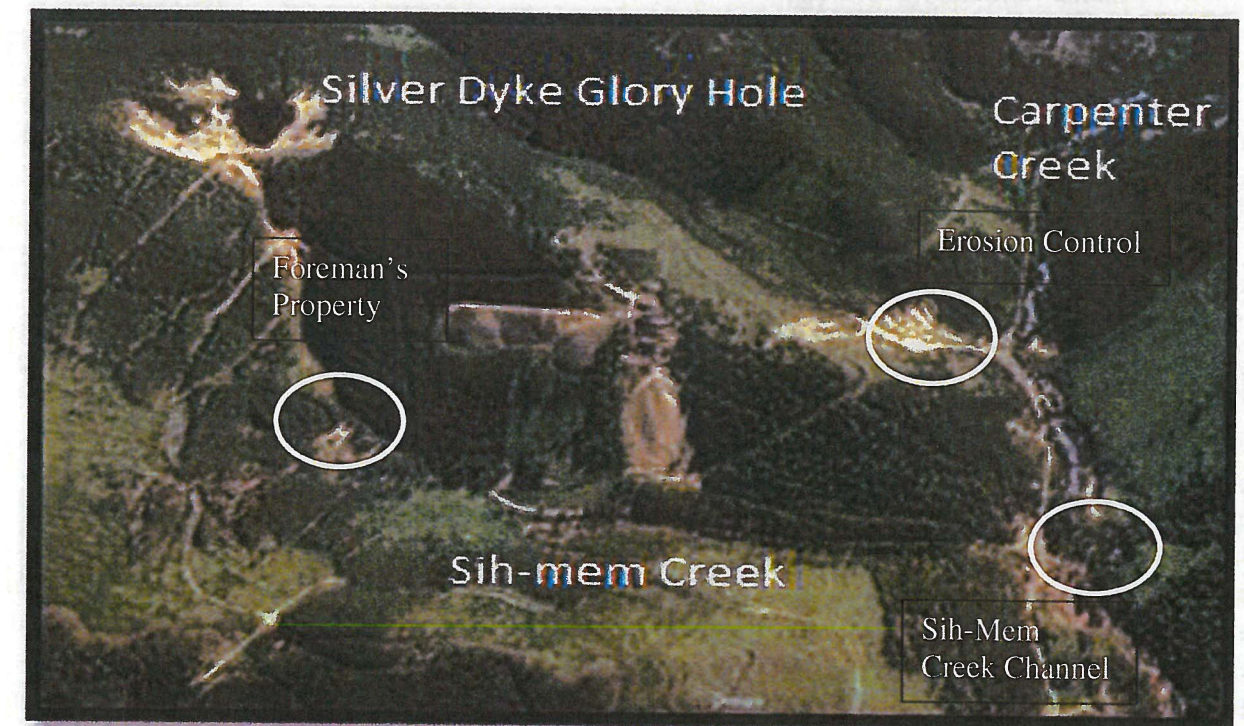 Silver Dyke Glory Hole
Carpenter
Creek
Erosion Control
Foreman's
Property
Sih-mem Creek
Sih-Mem
Creek Channel